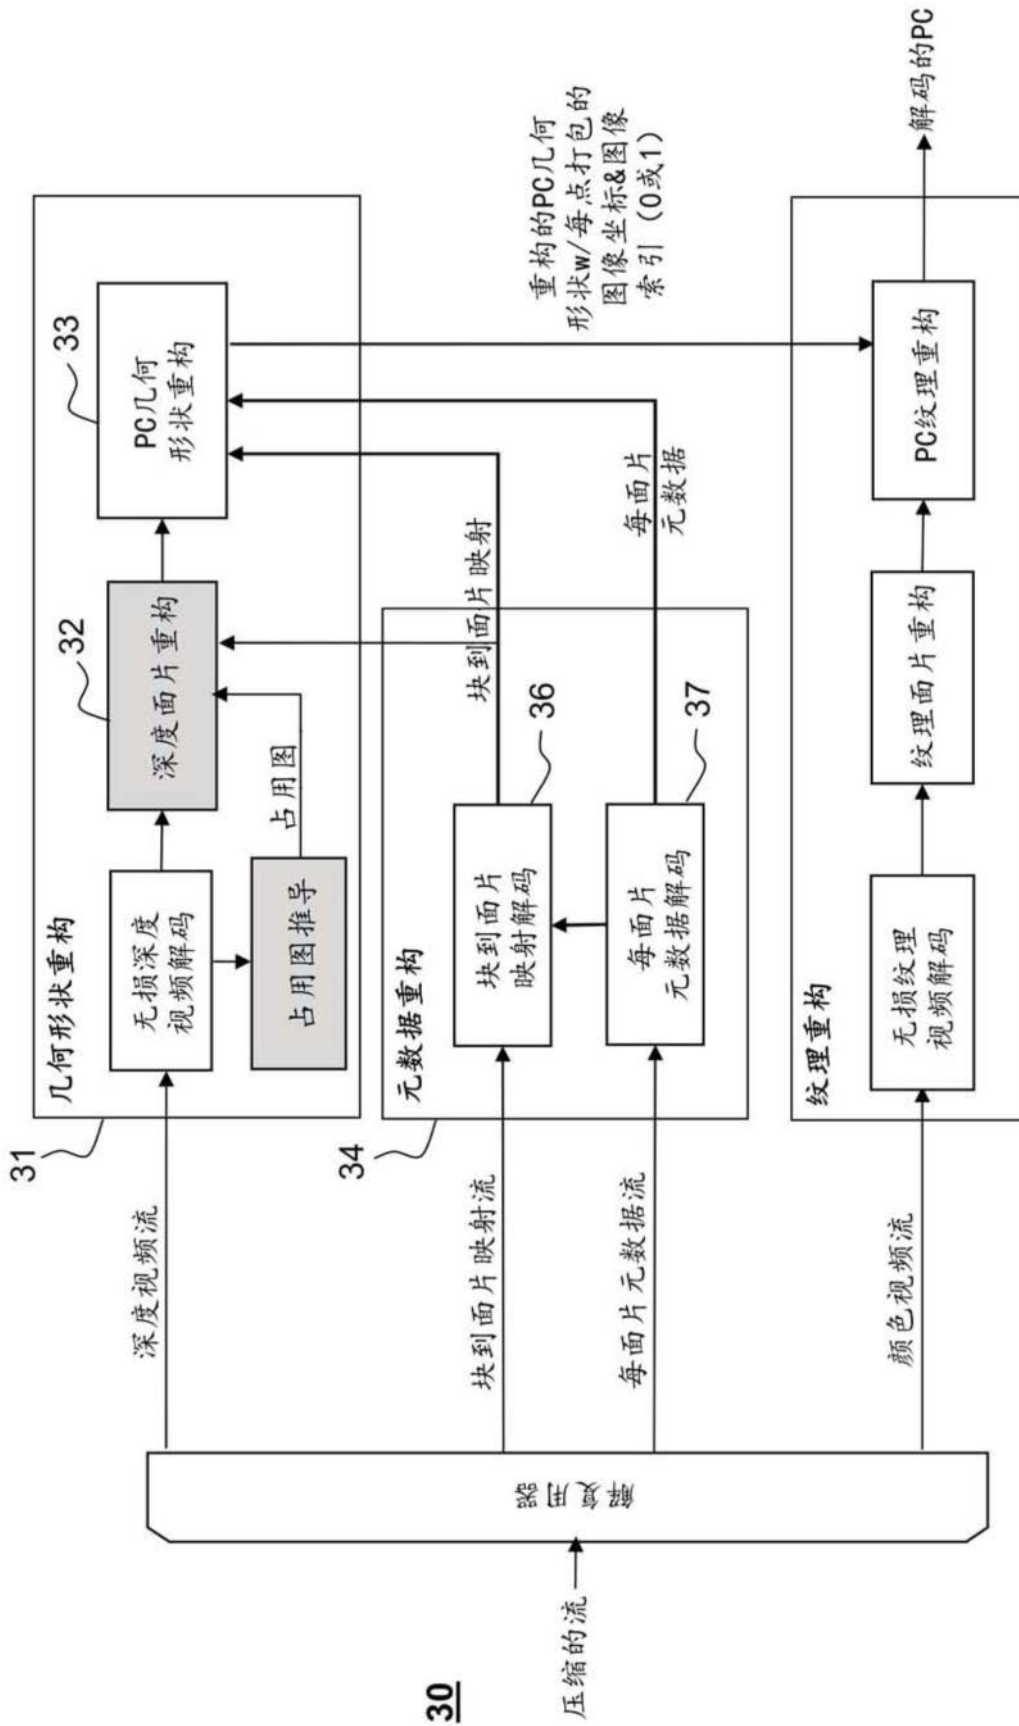 30
压缩的流
解复用器
深度视频流
块到面片映射流
每面片元数据流
颜色视频流
31
几何形状重构
无损深度
视频解码
占用图推导
占用图
32
深度面片重构
33
PC几何
形状重构
34
元数据重构
块到面片
映射解码
36
每面片
元数据解码
37
块到面片映射
每面片
元数据
重构的PC几何
形状w/每点打包的
图像坐标&图像
索引（0或1）
纹理重构
无损纹理
视频解码
纹理面片重构
PC纹理重构
解码的PC